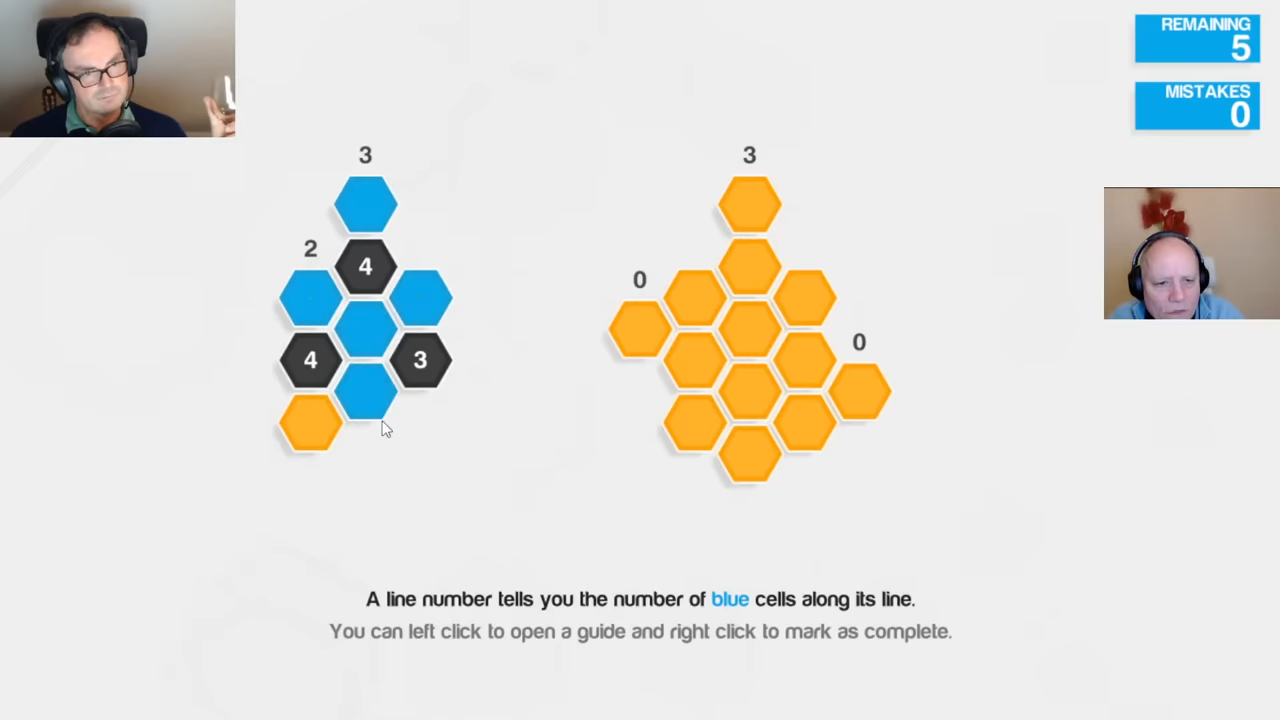 REMAINING
5
MISTAKES
0
3
3
2
4
0
4
3
0
A line number tells you the number of blue cells along its line.
You can left click to open a guide and right click to mark as complete.